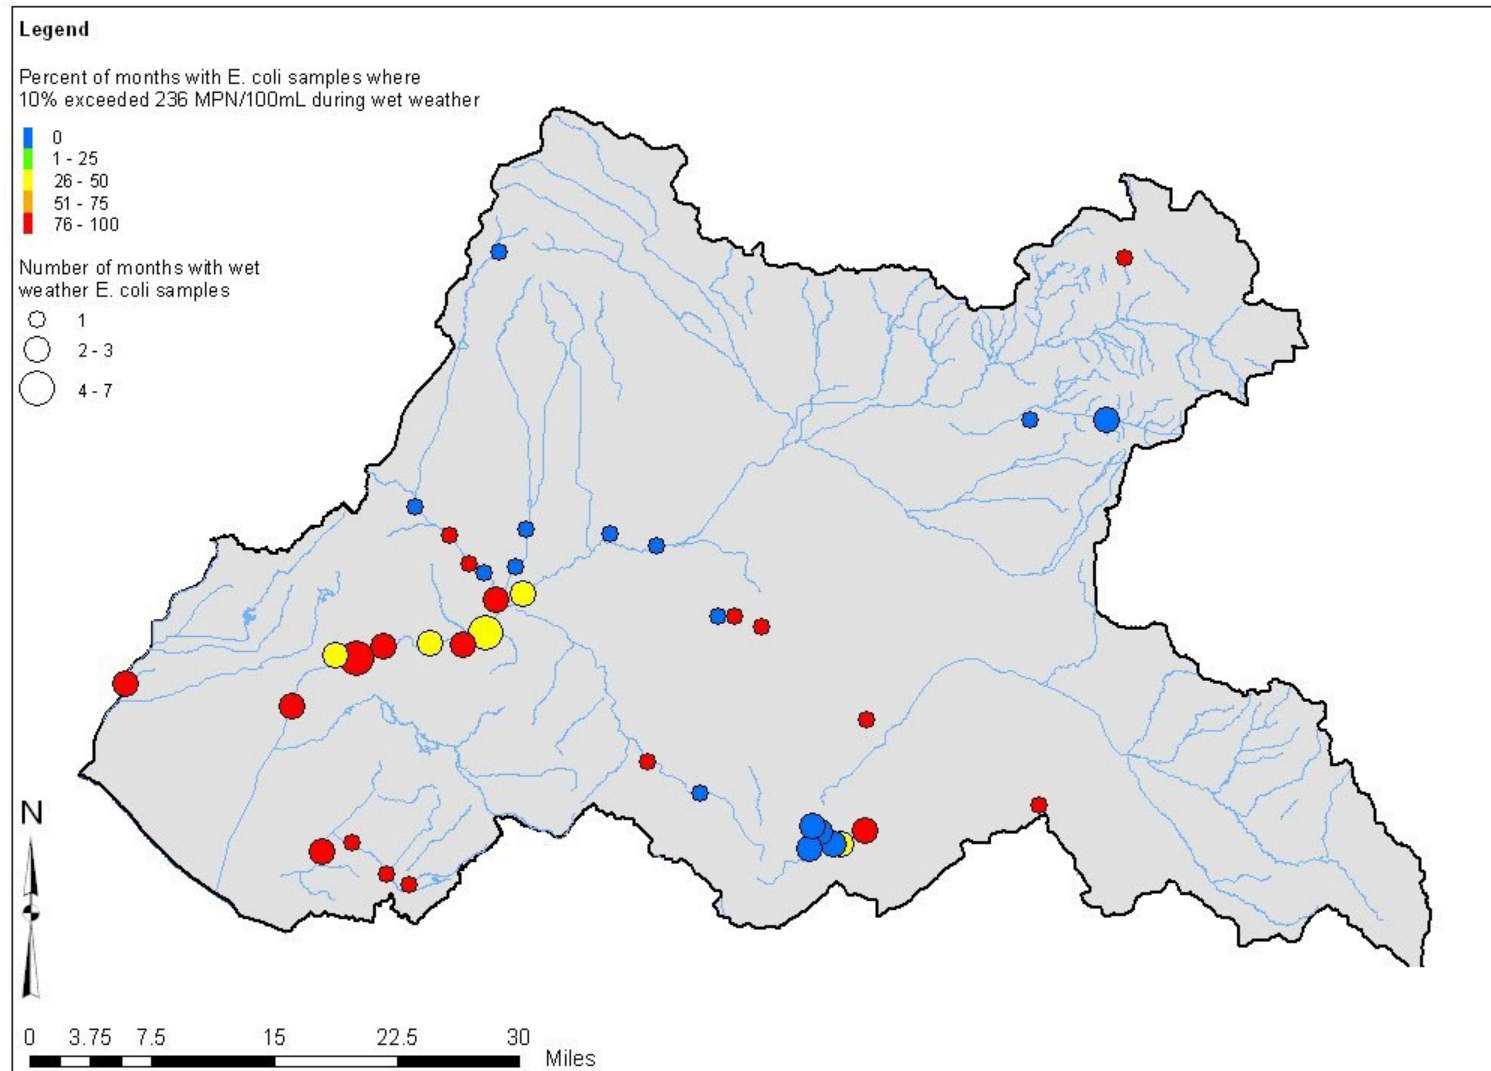 Legend
Percent of months with E. coli samples where
10% exceeded 236 MPN/100mL during wet weather
0
1 - 25
26 - 50
51 - 75
76 - 100
Number of months with wet
weather E. coli samples
1
2 - 3
4 - 7
N
0 3.75 7.5 15 22.5 30
Miles